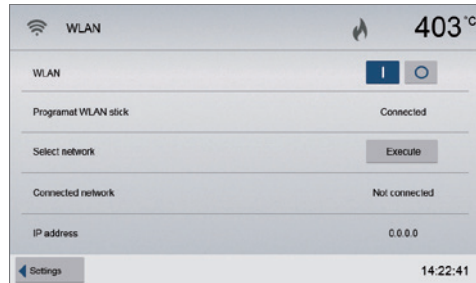 WLAN 403 °C
WLAN I O
Programat WLAN stick Connected
Select network Execute
Connected network Not connected
IP address 0.0.0.0
Settings 14:22:41